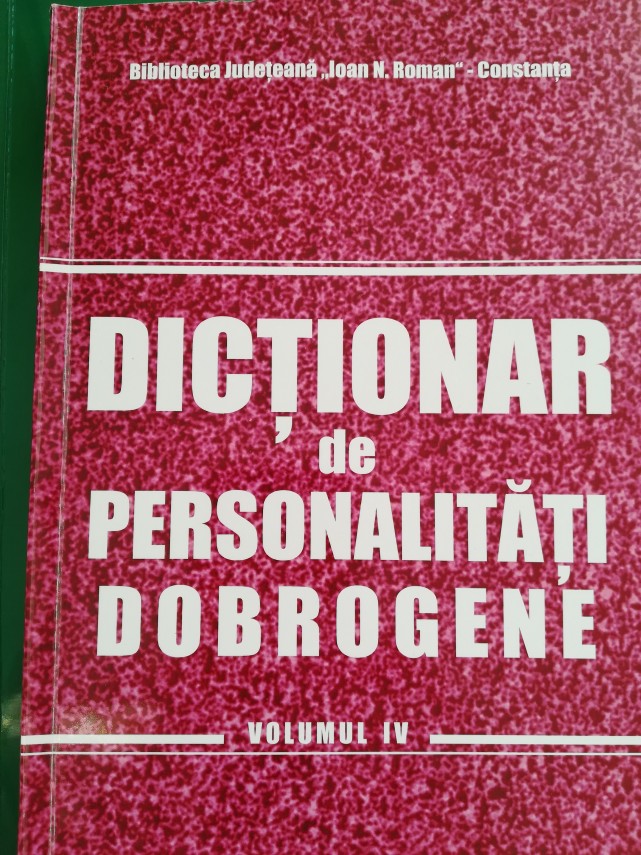 Biblioteca Județeană „Ioan N. Roman“ - Constanța
DICȚIONAR
de
PERSONALITĂȚI
DOBROGENE
VOLUMUL IV